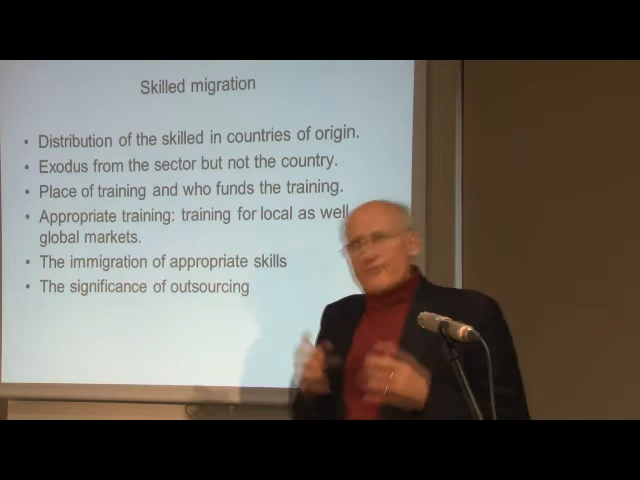 Skilled migration
• Distribution of the skilled in countries of origin.
• Exodus from the sector but not the country.
• Place of training and who funds the training.
• Appropriate training: training for local as well
global markets.
• The immigration of appropriate skills
• The significance of outsourcing